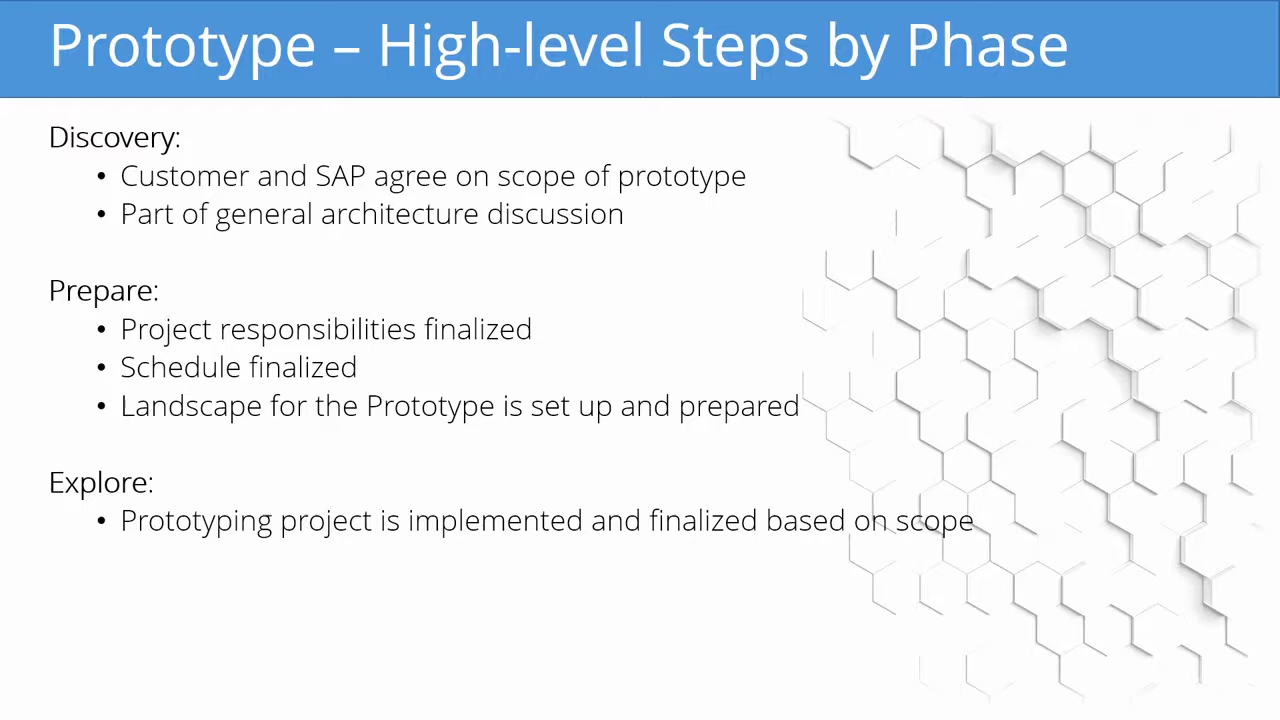 Prototype – High-level Steps by Phase
Discovery:
• Customer and SAP agree on scope of prototype
• Part of general architecture discussion
Prepare:
• Project responsibilities finalized
• Schedule finalized
• Landscape for the Prototype is set up and prepared
Explore:
• Prototyping project is implemented and finalized based on scope